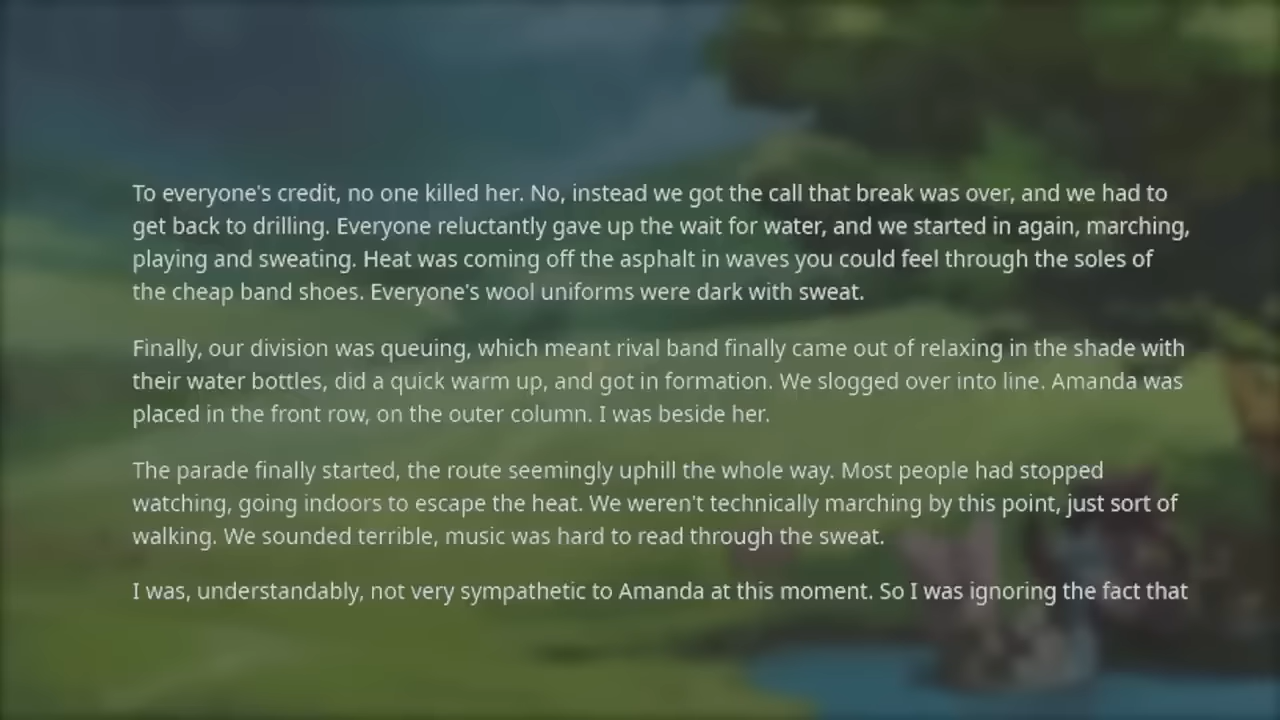 To everyone's credit, no one killed her. No, instead we got the call that break was over, and we had to
get back to drilling. Everyone reluctantly gave up the wait for water, and we started in again, marching,
playing and sweating. Heat was coming off the asphalt in waves you could feel through the soles of
the cheap band shoes. Everyone's wool uniforms were dark with sweat.
Finally, our division was queuing, which meant rival band finally came out of relaxing in the shade with
their water bottles, did a quick warm up, and got in formation. We slogged over into line. Amanda was
placed in the front row, on the outer column. I was beside her.
The parade finally started, the route seemingly uphill the whole way. Most people had stopped
watching, going indoors to escape the heat. We weren't technically marching by this point, just sort of
walking. We sounded terrible, music was hard to read through the sweat.
I was, understandably, not very sympathetic to Amanda at this moment. So I was ignoring the fact that